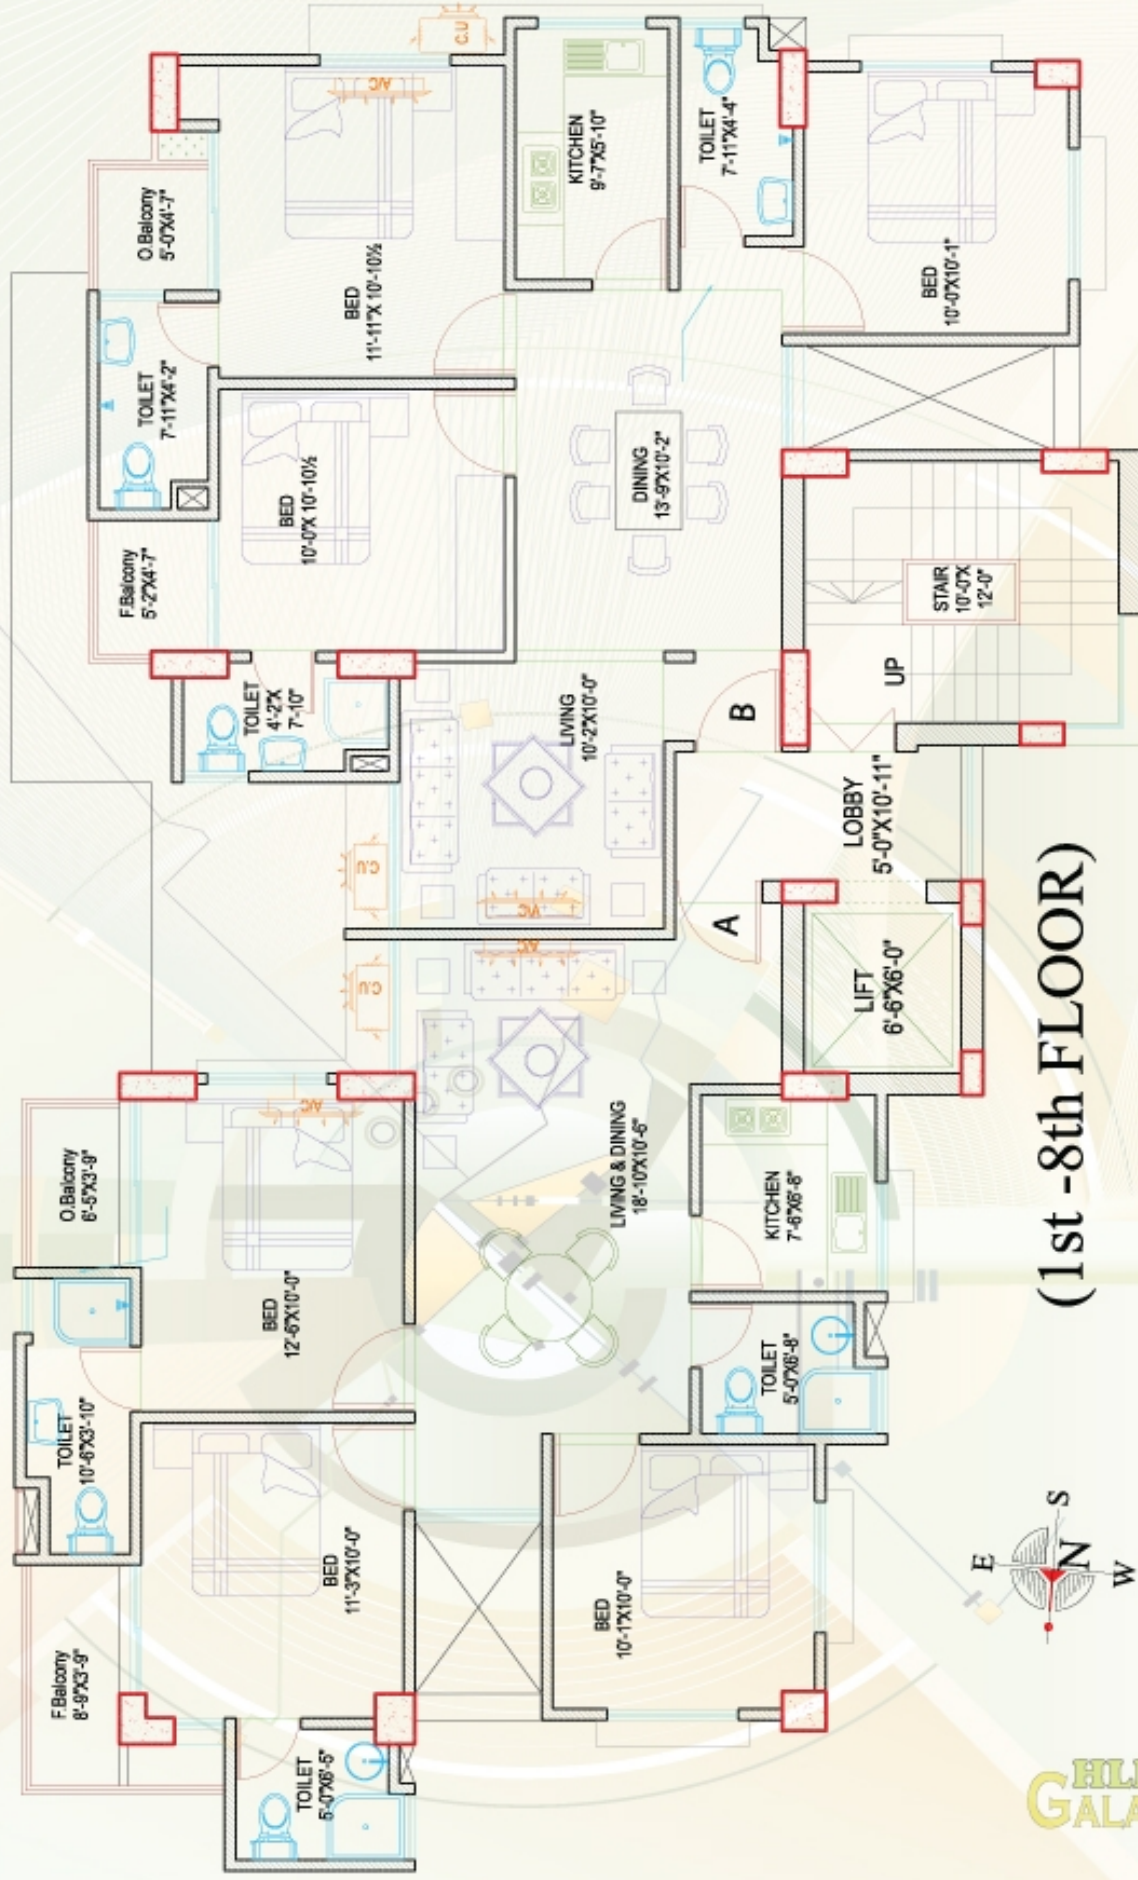 F.Balcony
8'-9"X3'-9"
TOILET
10'-6"X3'-10"
O.Balcony
6'-5"X3'-9"
TOILET
5'-0"X6'-5"
BED
11'-3"X10'-0"
BED
12'-6"X10'-0"
A/C
C.U
C.U
BED
10'-1"X10'-0"
LIVING & DINING
18'-10"X10'-6"
A/C
A/C
TOILET
5'-0"X6'-8"
KITCHEN
7'-6"X6'-8"
A
B
LIFT
6'-6"X6'-0"
LOBBY
5'-0"X10'-11"
UP
STAIR
10'-0"X
12'-0"
F.Balcony
5'-2"X4'-7"
TOILET
7'-11"X4'-2"
O.Balcony
5'-0"X4'-7"
TOILET
4'-2"X
7'-10"
BED
10'-0"X 10'-10½
BED
11'-11"X 10'-10½
A/C
C.U
LIVING
10'-2"X10'-0"
DINING
13'-9"X10'-2"
KITCHEN
9'-7"X5'-10"
TOILET
7'-11"X4'-4"
BED
10'-0"X10'-1"
(1st -8th FLOOR)
E
N
S
W